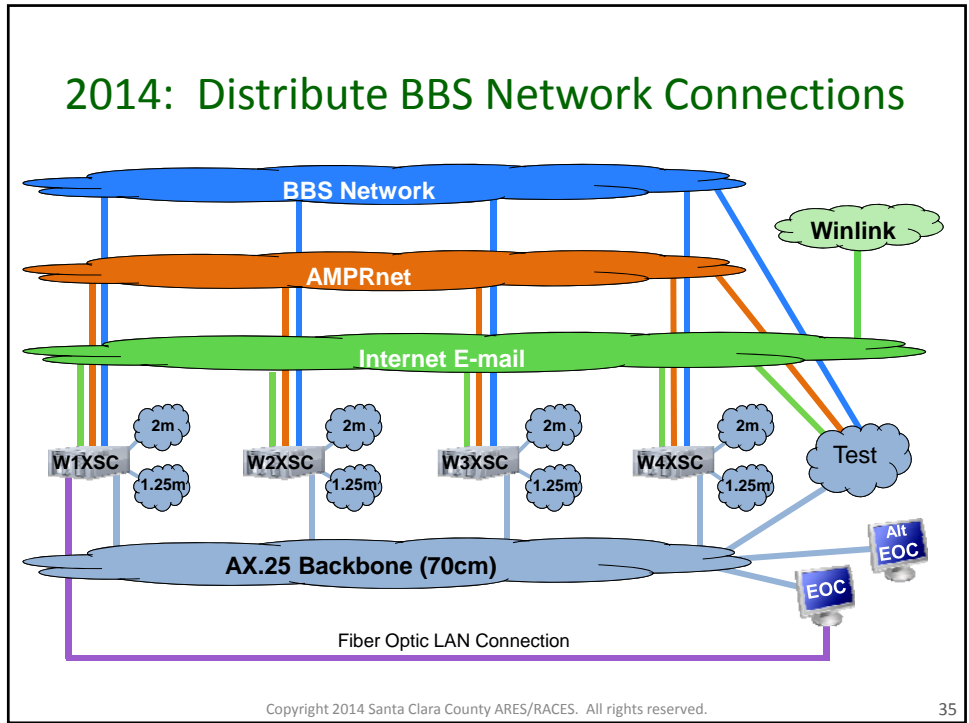 2014: Distribute BBS Network Connections
BBS Network
Winlink
AMPRnet
Internet E-mail
2m
2m
2m
2m
W1XSC
W2XSC
W3XSC
W4XSC
Test
1.25m
1.25m
1.25m
1.25m
Alt
EOC
AX.25 Backbone (70cm)
EOC
Fiber Optic LAN Connection
Copyright 2014 Santa Clara County ARES/RACES. All rights reserved.
35